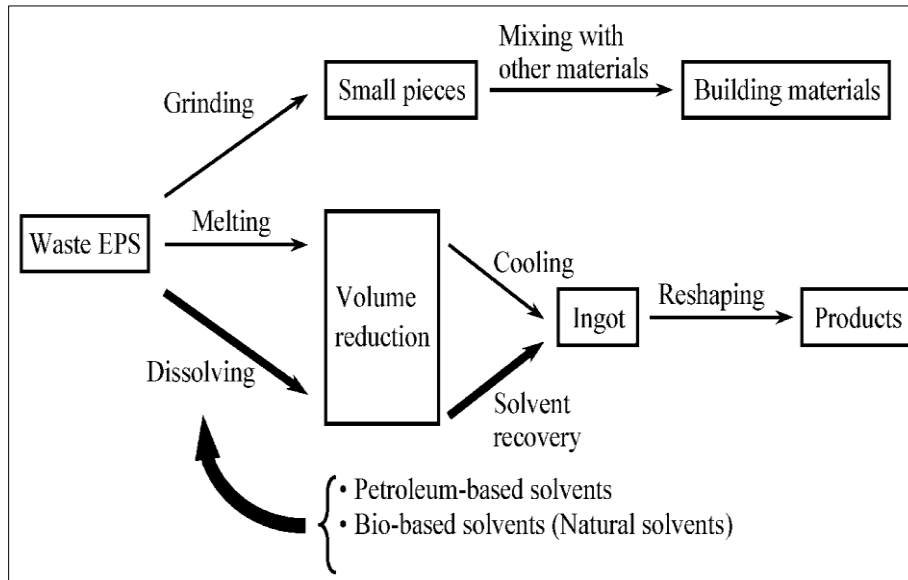 Mixing with
other materials
Grinding
Small pieces
Building materials
Waste EPS
Melting
Volume
reduction
Cooling
Ingot
Reshaping
Products
Dissolving
Solvent
recovery
• Petroleum-based solvents
• Bio-based solvents (Natural solvents)